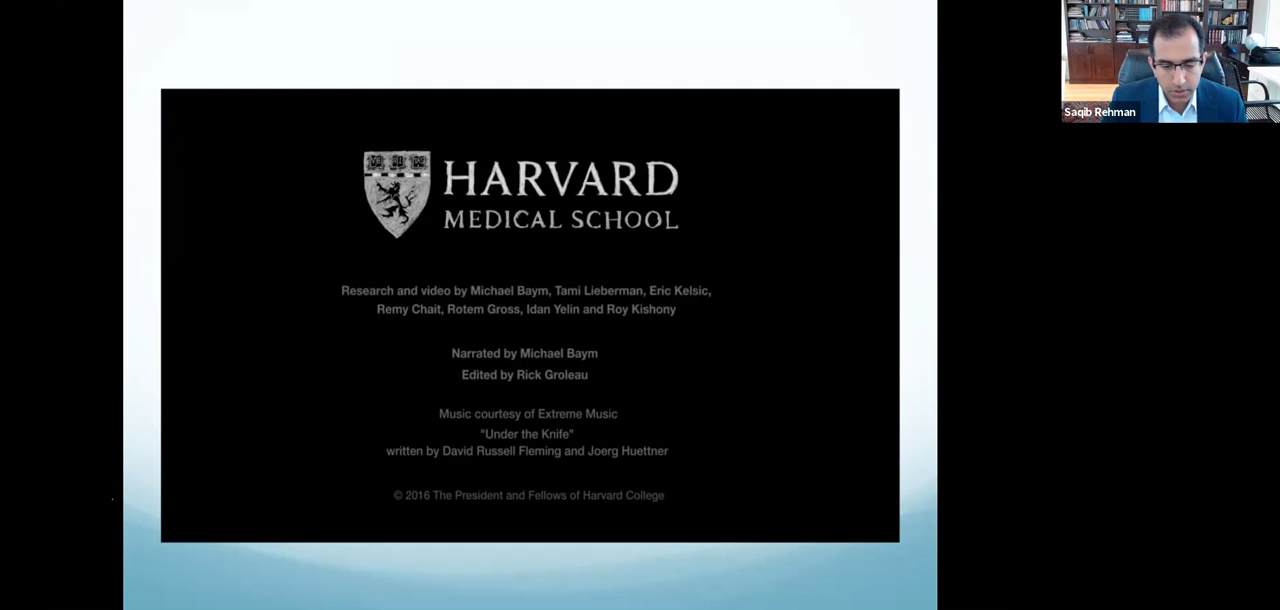 HARVARD
MEDICAL SCHOOL
Research and video by Michael Baym, Tami Lieberman, Eric Kelsic,
Remy Chait, Rotem Gross, Idan Yelin and Roy Kishony
Narrated by Michael Baym
Edited by Rick Groleau
Music courtesy of Extreme Music
"Under the Knife"
written by David Russell Fleming and Joerg Huettner
© 2016 The President and Fellows of Harvard College
Saqib Rehman